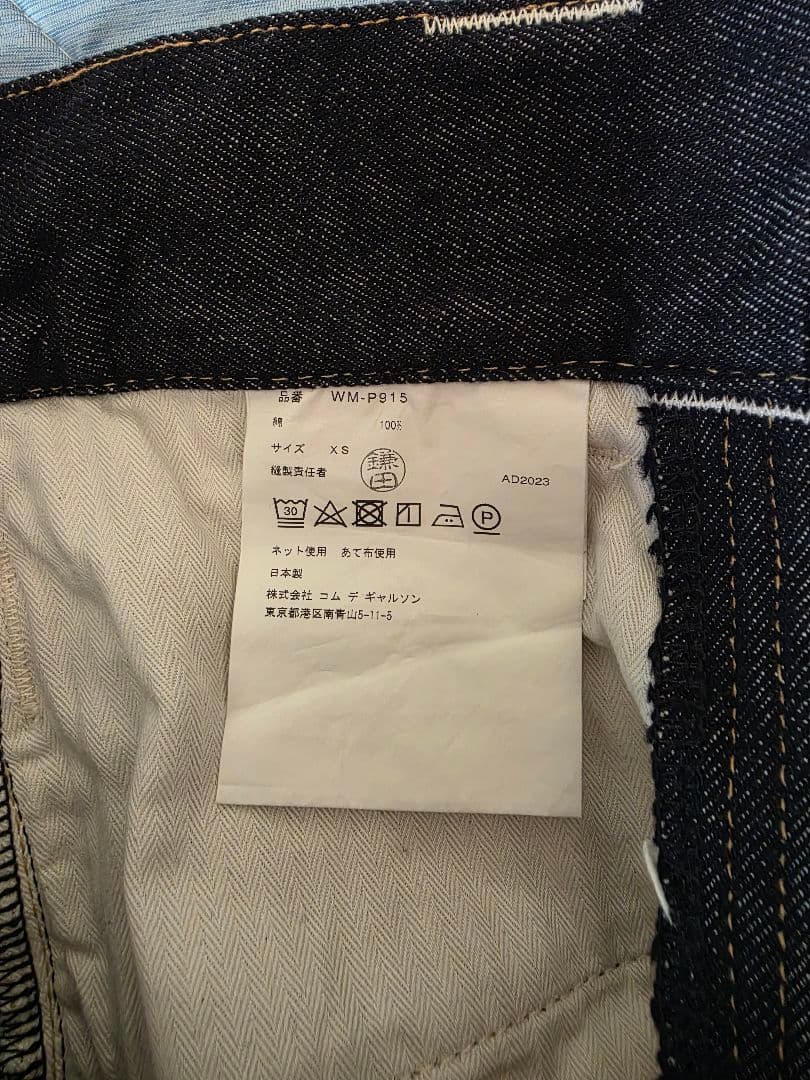 品番 WM-P915
綿 100%
サイズ XS
縫製責任者 鎌田
AD2023
30 P
ネット使用 あて布使用
日本製
株式会社 コム デ ギャルソン
東京都港区南青山5-11-5